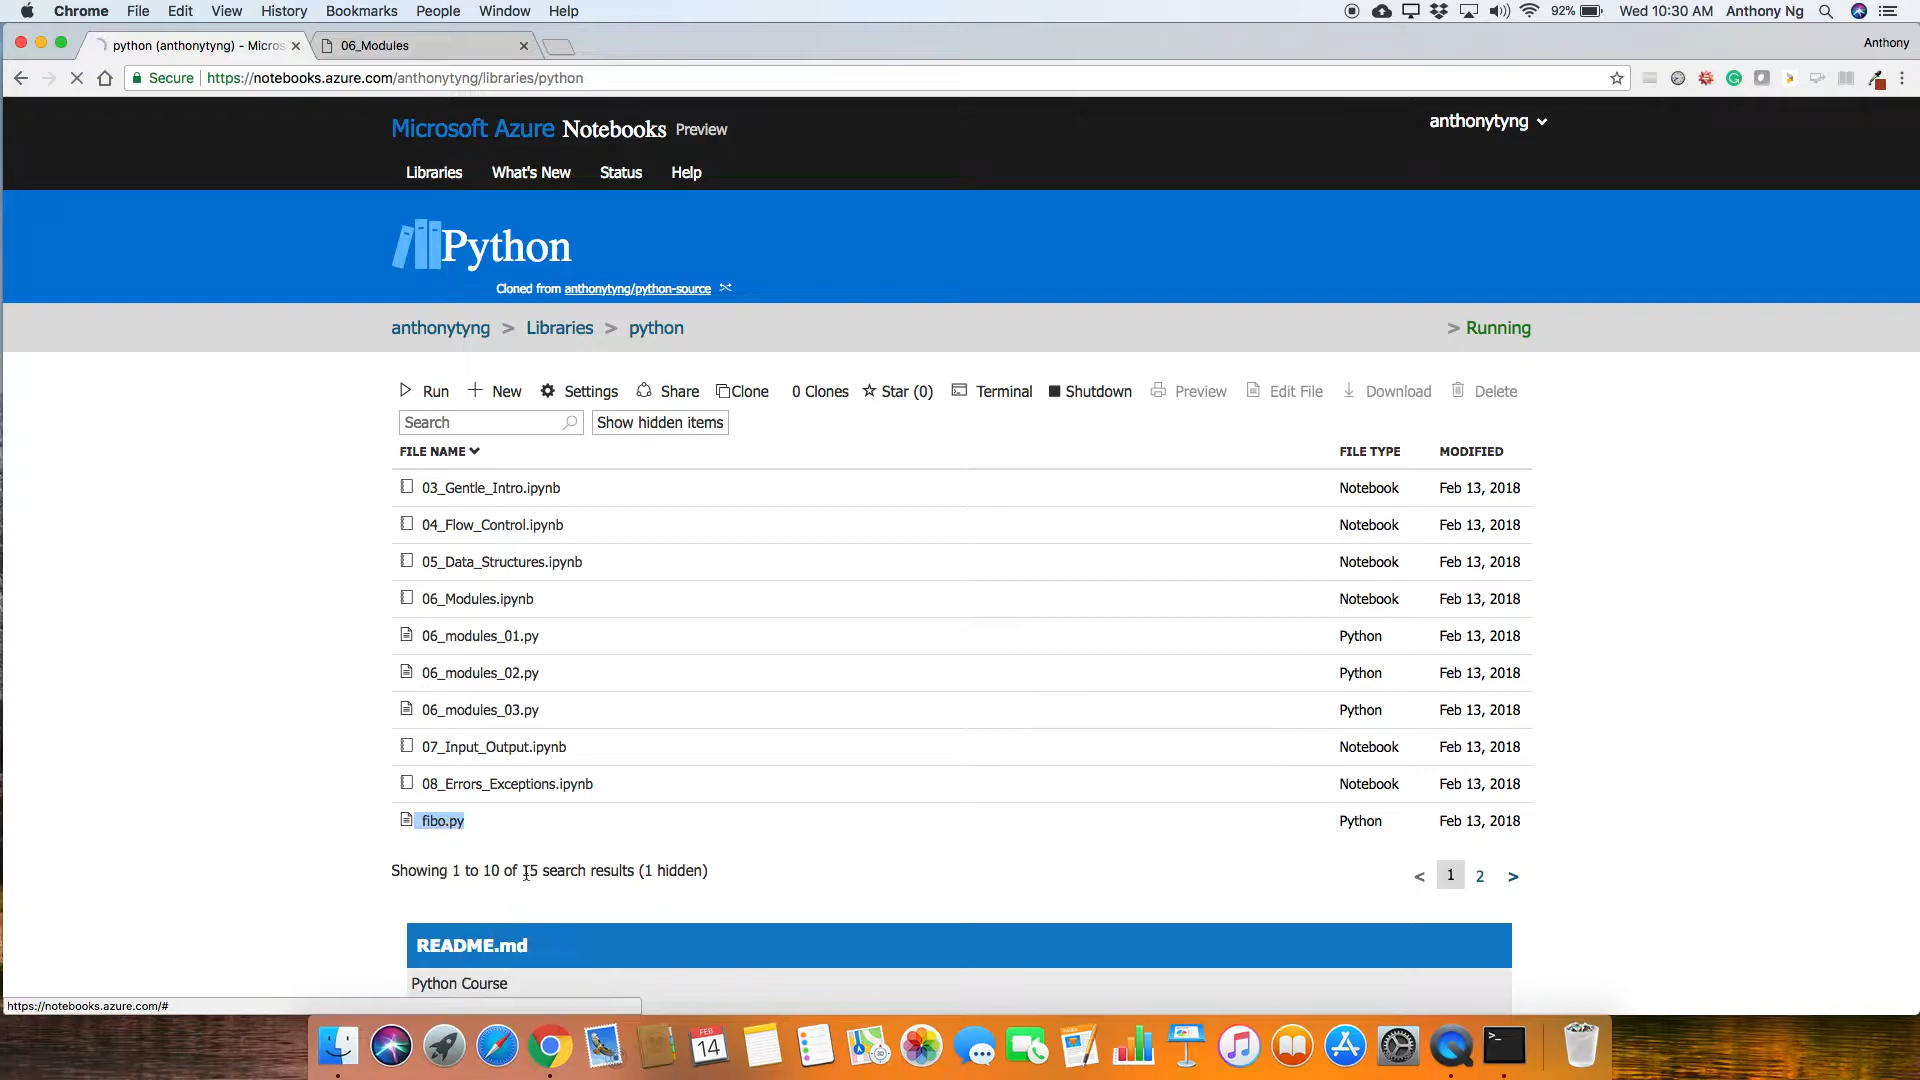 Chrome File Edit View History Bookmarks People Window Help 92% Wed 10:30 AM Anthony Ng
python (anthonytyng) - Micros 06_Modules Anthony
Secure https://notebooks.azure.com/anthonytyng/libraries/python
Microsoft Azure Notebooks Preview anthonytyng
Libraries What's New Status Help
Python
Cloned from anthonytyng/python-source
anthonytyng > Libraries > python > Running
Run New Settings Share Clone 0 Clones Star (0) Terminal Shutdown Preview Edit File Download Delete
Search Show hidden items
FILE NAME FILE TYPE MODIFIED
03_Gentle_Intro.ipynb Notebook Feb 13, 2018
04_Flow_Control.ipynb Notebook Feb 13, 2018
05_Data_Structures.ipynb Notebook Feb 13, 2018
06_Modules.ipynb Notebook Feb 13, 2018
06_modules_01.py Python Feb 13, 2018
06_modules_02.py Python Feb 13, 2018
06_modules_03.py Python Feb 13, 2018
07_Input_Output.ipynb Notebook Feb 13, 2018
08_Errors_Exceptions.ipynb Notebook Feb 13, 2018
fibo.py Python Feb 13, 2018
Showing 1 to 10 of 15 search results (1 hidden) < 1 2 >
README.md
Python Course
https://notebooks.azure.com/#
FEB
14